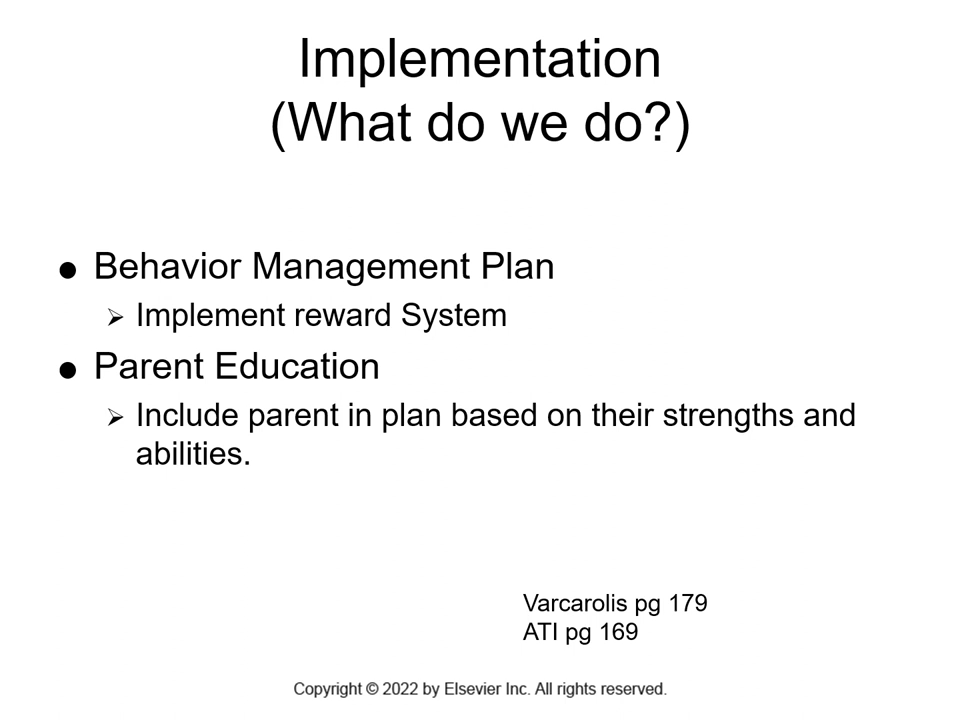 Implementation
(What do we do?)
● Behavior Management Plan
➢ Implement reward System
● Parent Education
➢ Include parent in plan based on their strengths and
abilities.
Varcarolis pg 179
ATI pg 169
Copyright © 2022 by Elsevier Inc. All rights reserved.